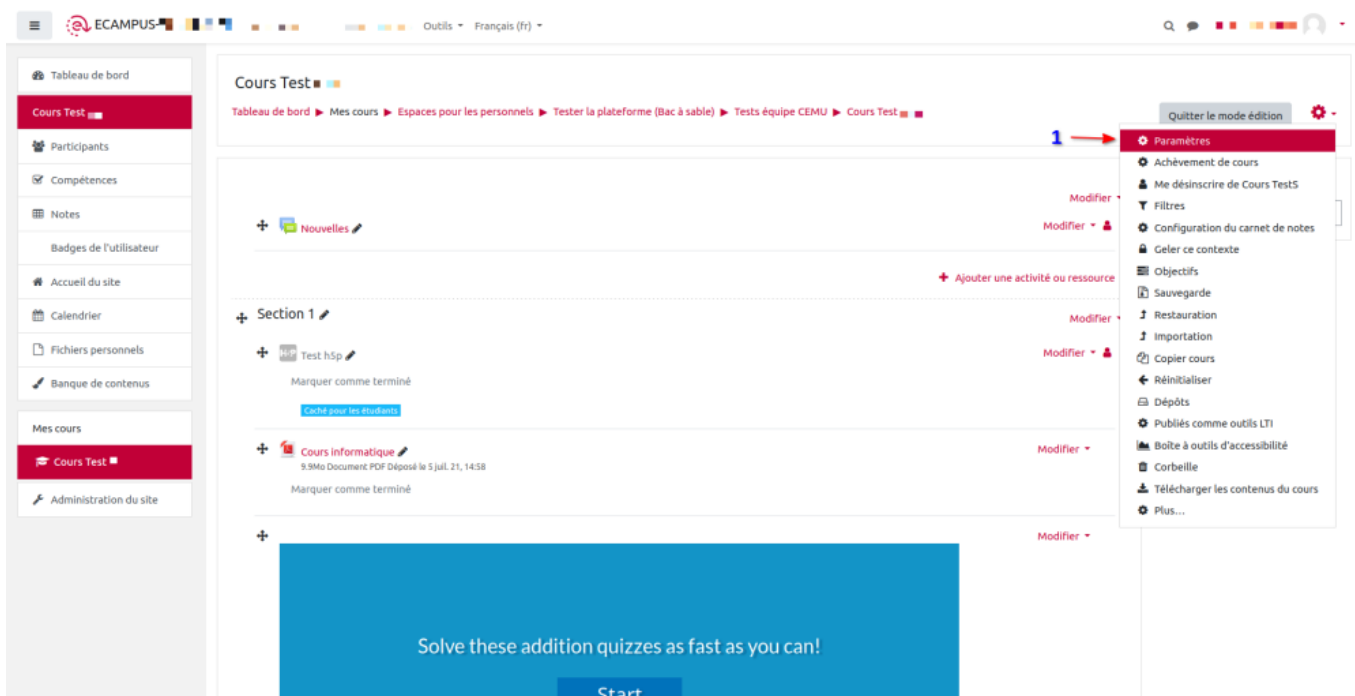 ECAMPUS- Outils Français (fr)
Tableau de bord
Cours Test
Participants
Compétences
Notes
Badges de l'utilisateur
Accueil du site
Calendrier
Fichiers personnels
Banque de contenus
Mes cours
Cours Test
Administration du site
Cours Test
Tableau de bord ▶ Mes cours ▶ Espaces pour les personnels ▶ Tester la plateforme (Bac à sable) ▶ Tests équipe CEMU ▶ Cours Test
Quitter le mode édition
1
Paramètres
Achèvement de cours
Me désinscrire de Cours TestS
Filtres
Configuration du carnet de notes
Geler ce contexte
Objectifs
Sauvegarde
Restauration
Importation
Copier cours
Réinitialiser
Dépôts
Publiés comme outils LTI
Boîte à outils d'accessibilité
Corbeille
Télécharger les contenus du cours
Plus...
Modifier
Nouvelles Modifier
+ Ajouter une activité ou ressource
Section 1 Modifier
H5P Test h5p Modifier
Marquer comme terminé
Caché pour les étudiants
Cours informatique Modifier
9.9Mo Document PDF Déposé le 5 juil. 21, 14:58
Marquer comme terminé
Modifier
Solve these addition quizzes as fast as you can!
Start